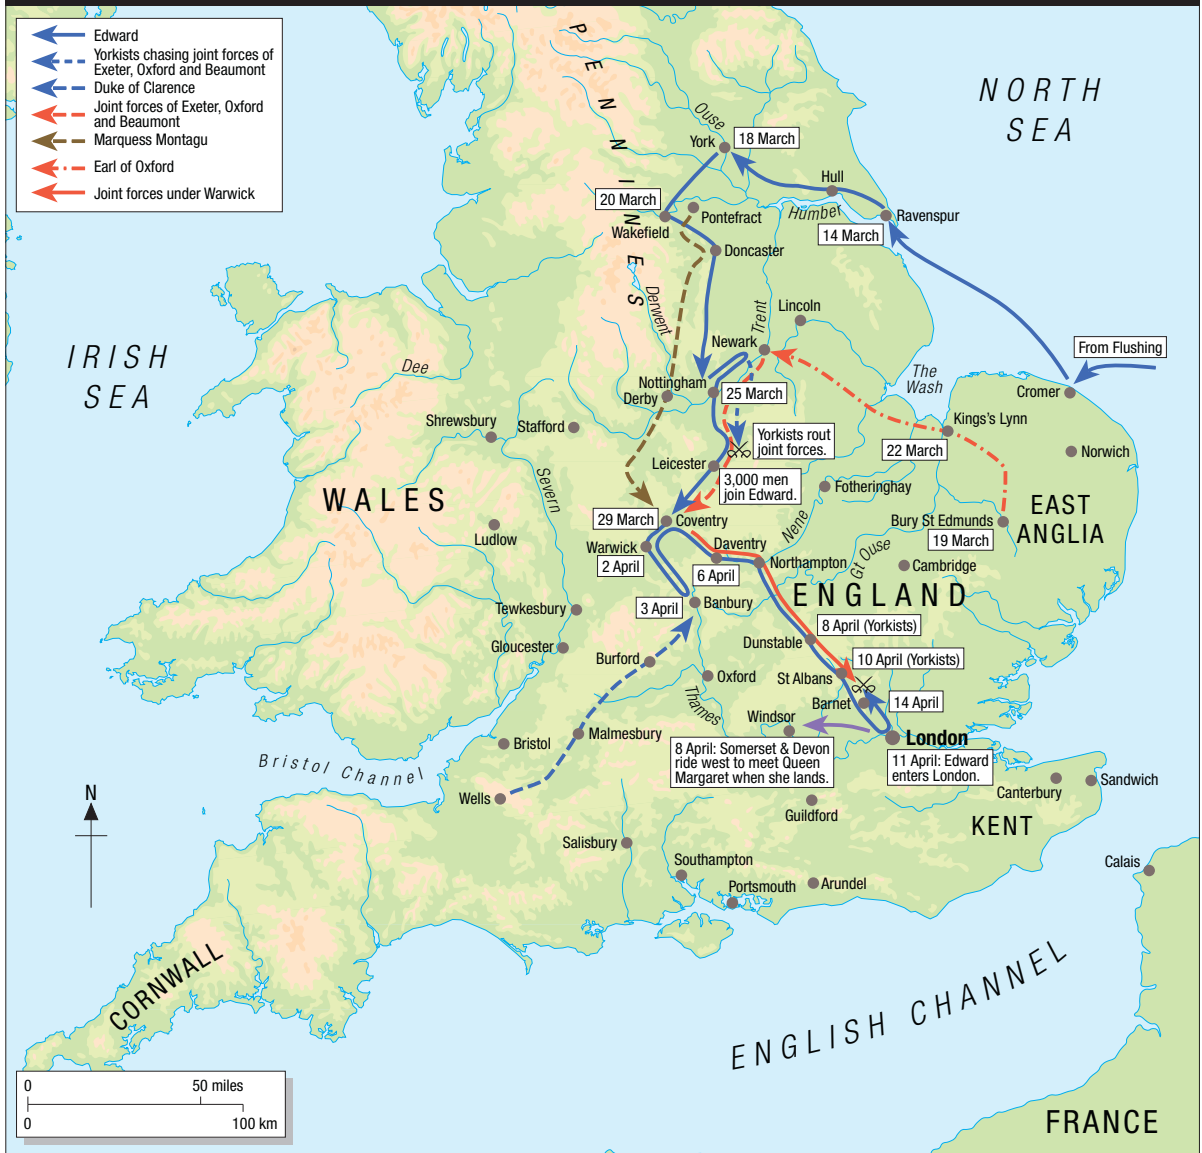 Edward
Yorkists chasing joint forces of
Exeter, Oxford and Beaumont
Duke of Clarence
Joint forces of Exeter, Oxford
and Beaumont
Marquess Montagu
Earl of Oxford
Joint forces under Warwick
PENNINES
NORTH
SEA
Ouse
York
18 March
Hull
20 March
Pontefract
Humber
Ravenspur
Wakefield
14 March
Doncaster
Derwent
Trent
Lincoln
IRISH
SEA
Dee
Newark
From Flushing
The
Wash
Nottingham
Derby
25 March
Cromer
Shrewsbury
Stafford
Kings's Lynn
Yorkists rout
joint forces.
22 March
Norwich
Leicester
3,000 men
join Edward.
Severn
Fotheringhay
WALES
EAST
ANGLIA
29 March
Coventry
Nene
Bury St Edmunds
19 March
Ludlow
Warwick
2 April
Daventry
6 April
Northampton
Gt Ouse
Cambridge
ENGLAND
Tewkesbury
3 April
Banbury
8 April (Yorkists)
Gloucester
Dunstable
Burford
10 April (Yorkists)
Oxford
St Albans
Thames
Barnet
14 April
Windsor
Malmesbury
London
Bristol
8 April: Somerset & Devon
ride west to meet Queen
Margaret when she lands.
11 April: Edward
enters London.
Bristol Channel
Wells
Sandwich
Canterbury
N
Guildford
KENT
Salisbury
Southampton
Calais
Portsmouth
Arundel
CORNWALL
ENGLISH CHANNEL
0
50 miles
0
100 km
FRANCE